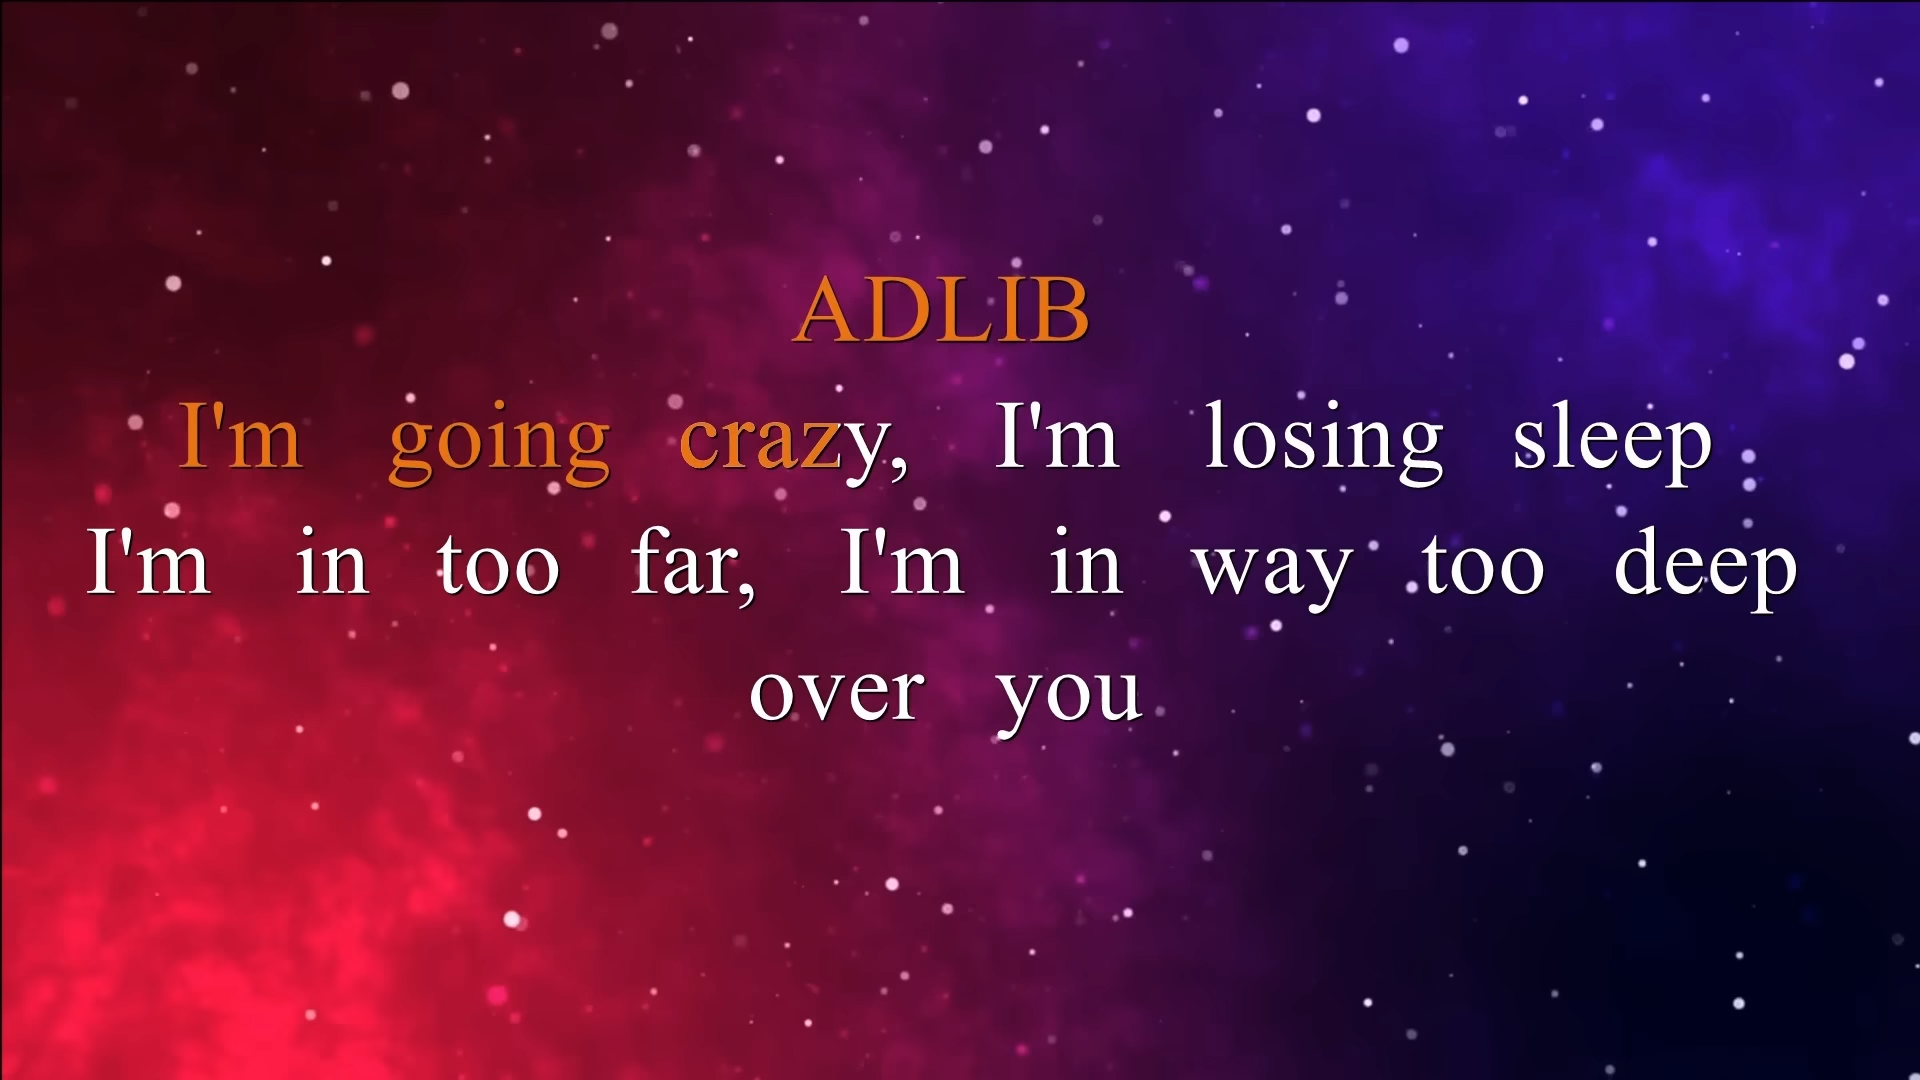 ADLIB
I'm going crazy, I'm losing sleep
I'm in too far, I'm in way too deep
over you